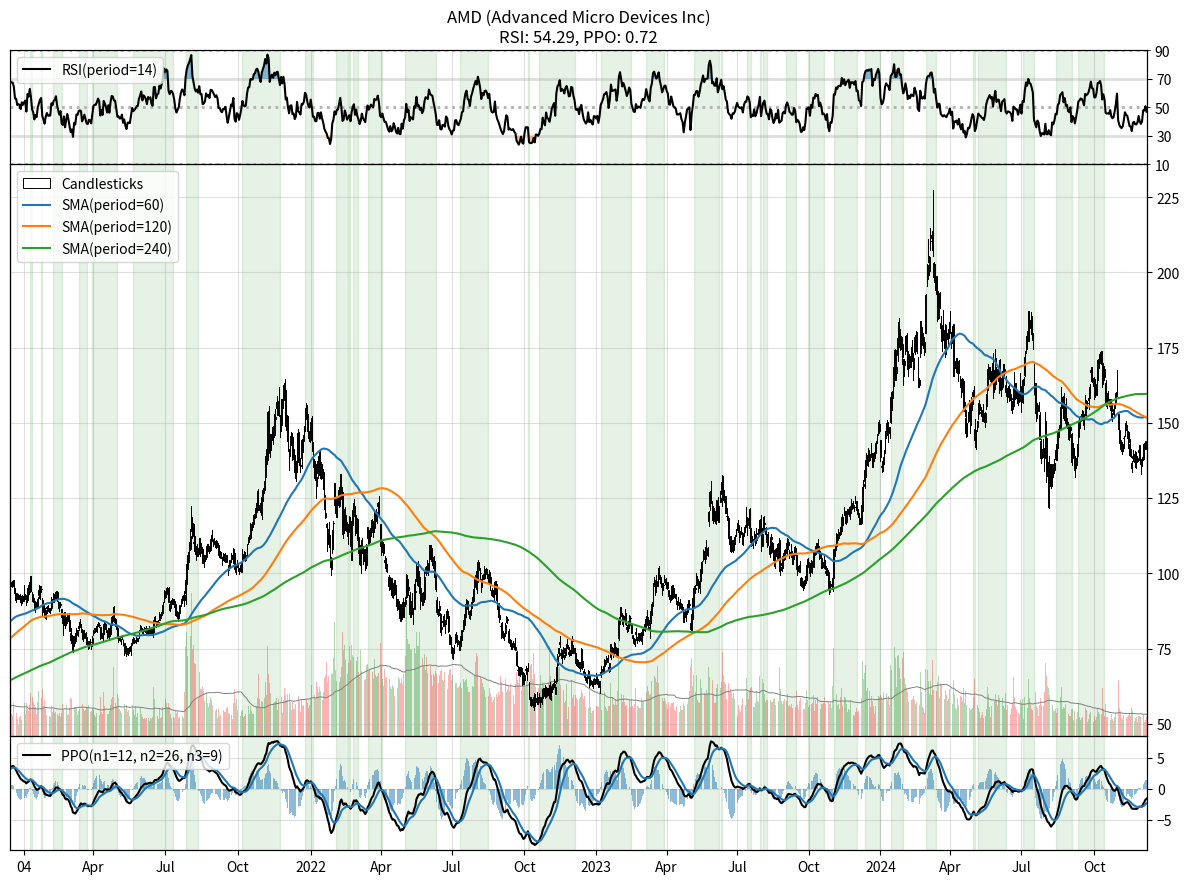 AMD (Advanced Micro Devices Inc)
RSI: 54.29, PPO: 0.72
RSI(period=14)
90
70
50
30
10
Candlesticks
SMA(period=60)
SMA(period=120)
SMA(period=240)
225
200
175
150
125
100
75
50
PPO(n1=12, n2=26, n3=9)
5
0
−5
04 Apr Jul Oct 2022 Apr Jul Oct 2023 Apr Jul Oct 2024 Apr Jul Oct